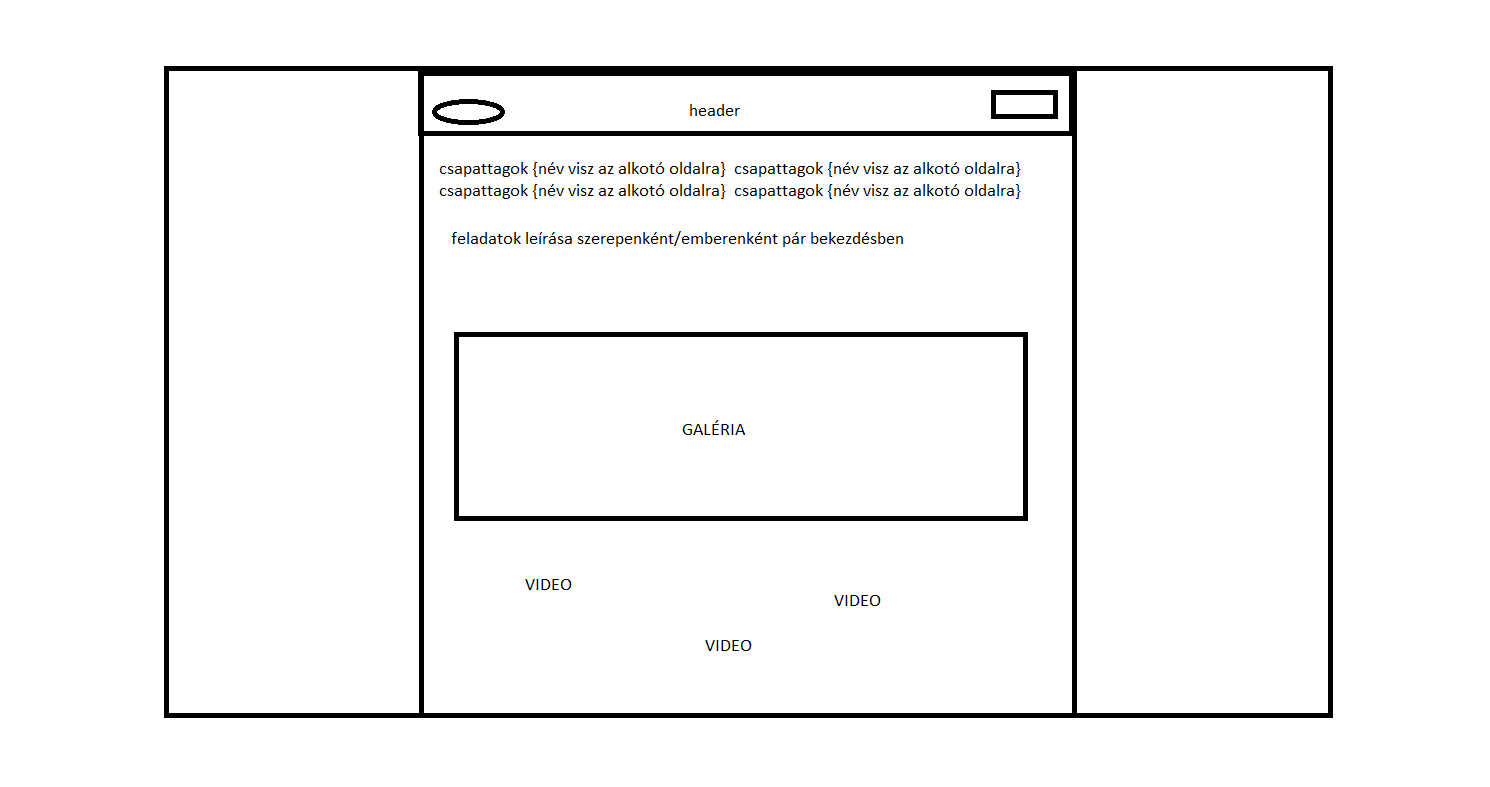 header
csapattagok {név visz az alkotó oldalra}  csapattagok {név visz az alkotó oldalra}
csapattagok {név visz az alkotó oldalra}  csapattagok {név visz az alkotó oldalra}
feladatok leírása szerepenként/emberenként pár bekezdésben
GALÉRIA
VIDEO
VIDEO
VIDEO